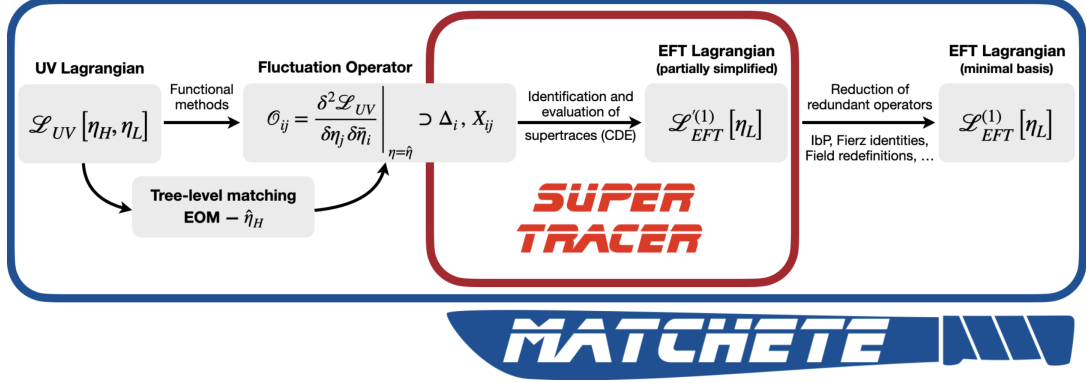 UV Lagrangian
ℒ_UV [η_H, η_L]
Functional
methods
Tree-level matching
EOM – η̂_H
Fluctuation Operator
𝒪_ij = δ²ℒ_UV / δη_j δη̄_i |_η=η̂ ⊃ Δ_i, X_ij
Identification and
evaluation of
supertraces (CDE)
EFT Lagrangian
(partially simplified)
ℒ′^(1)_EFT [η_L]
SUPER
TRACER
Reduction of
redundant operators
IbP, Fierz identities,
Field redefinitions, ...
EFT Lagrangian
(minimal basis)
ℒ^(1)_EFT [η_L]
MATCHETE